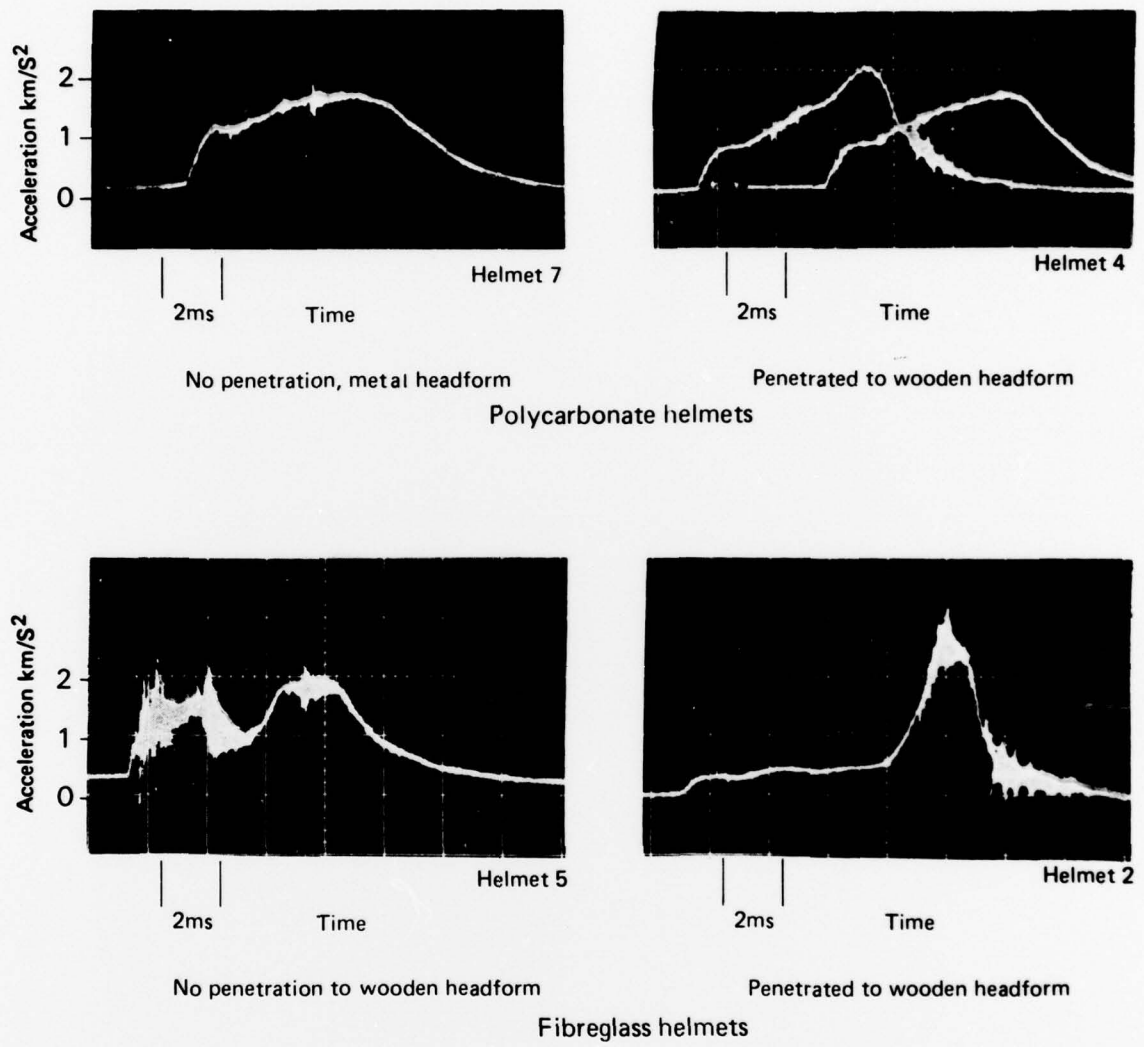 Acceleration km/S²
2
1
0
Helmet 7
2ms Time
No penetration, metal headform
Helmet 4
2ms Time
Penetrated to wooden headform
Polycarbonate helmets
Acceleration km/S²
2
1
0
Helmet 5
2ms Time
No penetration to wooden headform
Helmet 2
2ms Time
Penetrated to wooden headform
Fibreglass helmets